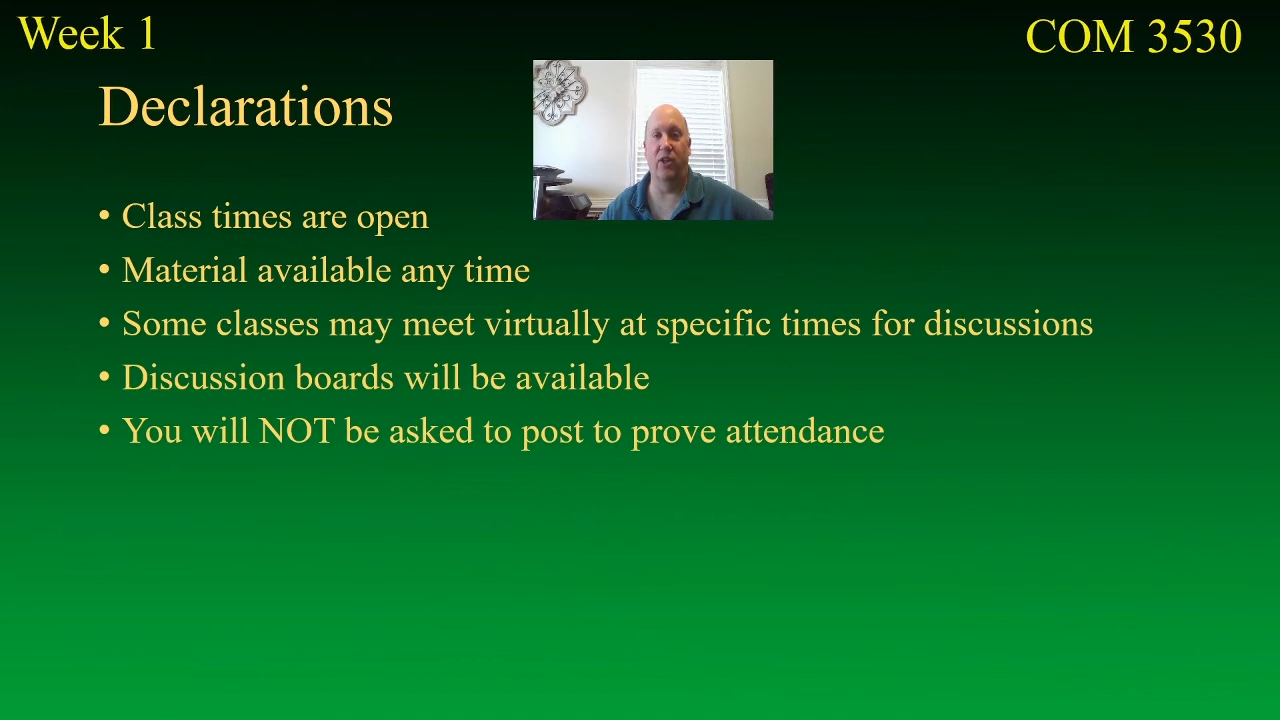 Week 1
COM 3530
Declarations
• Class times are open
• Material available any time
• Some classes may meet virtually at specific times for discussions
• Discussion boards will be available
• You will NOT be asked to post to prove attendance